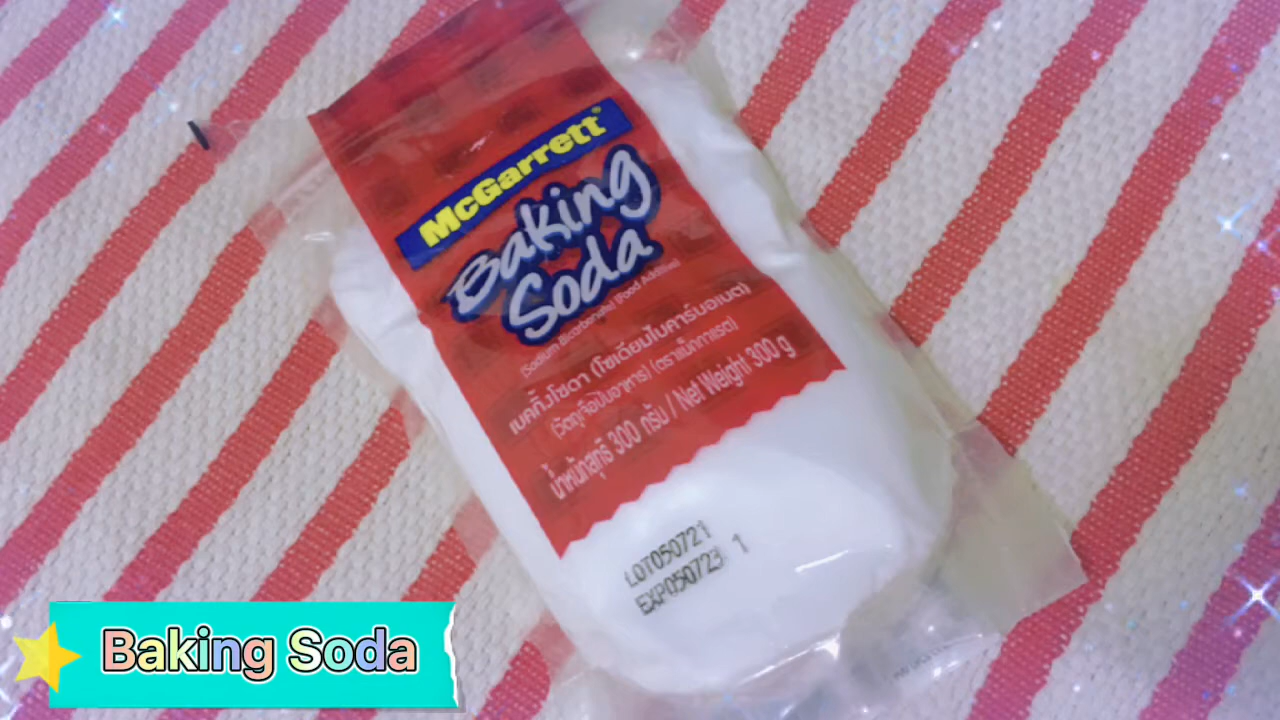 McGarrett®
Baking
Soda
(Sodium Bicarbonate) (Food Additive)
เบคกิ้งโซดา (โซเดียมไบคาร์บอเนต)
(วัตถุเจือปนอาหาร) (ตราแม็กกาแรต)
น้ำหนักสุทธิ 300 กรัม / Net Weight 300 g
LOT050721
EXP050723 1
Baking Soda